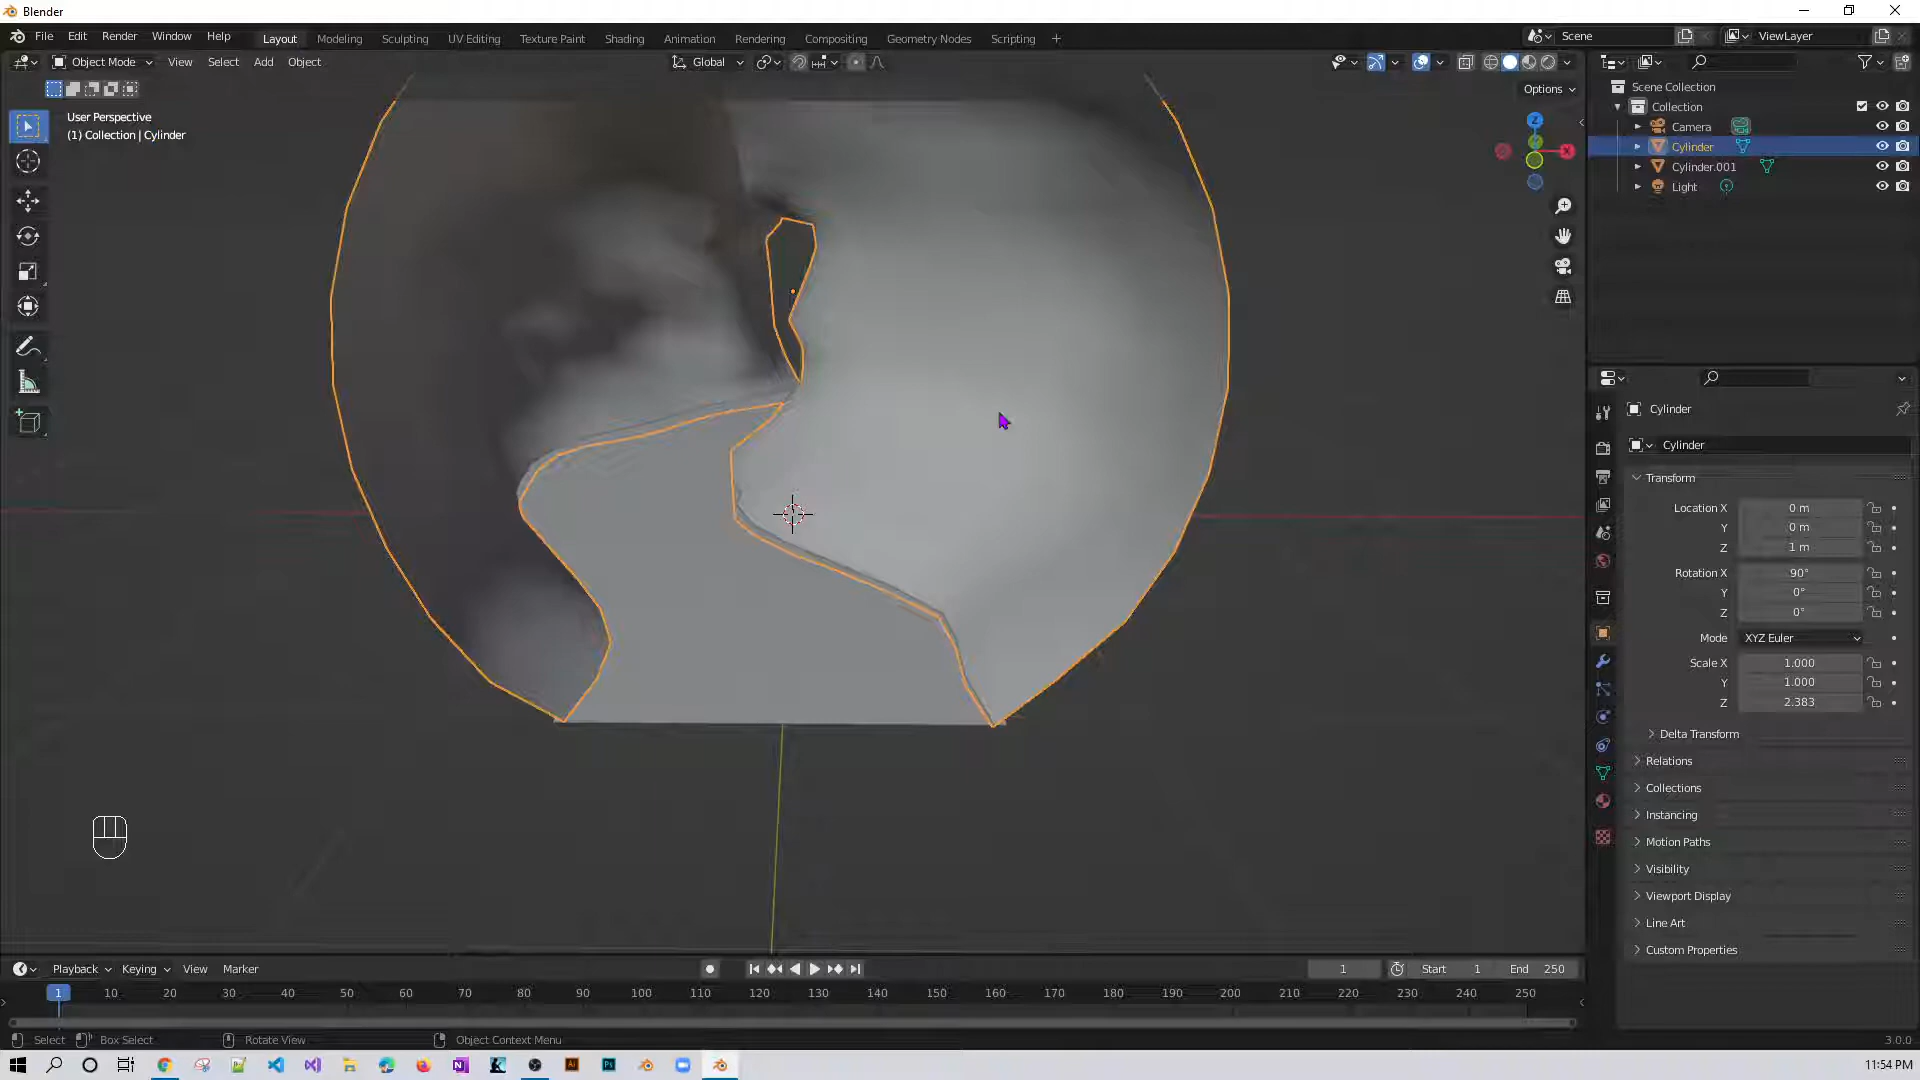 Blender
File Edit Render Window Help
Layout Modeling Sculpting UV Editing Texture Paint Shading Animation Rendering Compositing Geometry Nodes Scripting +
Scene
ViewLayer
Object Mode View Select Add Object
Global
Options
User Perspective
(1) Collection | Cylinder
Z
X
Scene Collection
Collection
Camera
Cylinder
Cylinder.001
Light
Cylinder
Cylinder
Transform
Location X 0 m
Y 0 m
Z 1 m
Rotation X 90°
Y 0°
Z 0°
Mode XYZ Euler
Scale X 1.000
Y 1.000
Z 2.383
Delta Transform
Relations
Collections
Instancing
Motion Paths
Visibility
Viewport Display
Line Art
Custom Properties
Playback Keying View Marker
1 Start 1 End 250
1 10 20 30 40 50 60 70 80 90 100 110 120 130 140 150 160 170 180 190 200 210 220 230 240 250
Select Box Select Rotate View Object Context Menu
3.0.0
11:54 PM